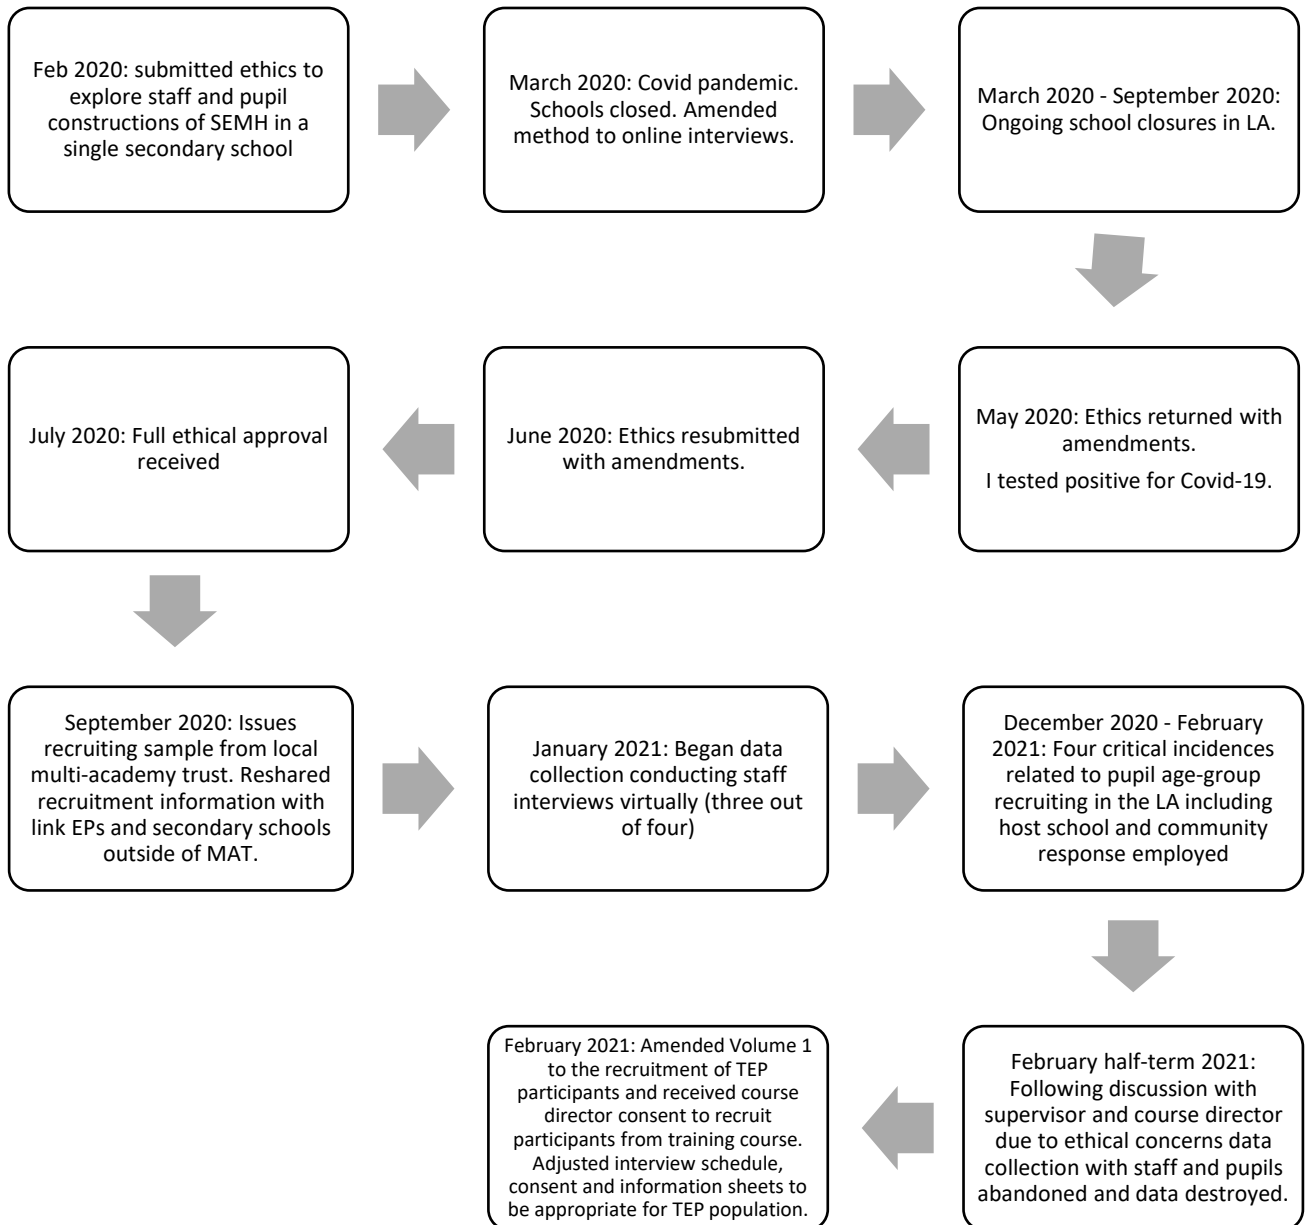 Feb 2020: submitted ethics to
explore staff and pupil
constructions of SEMH in a
single secondary school
March 2020: Covid pandemic.
Schools closed. Amended
method to online interviews.
March 2020 - September 2020:
Ongoing school closures in LA.
May 2020: Ethics returned with
amendments.
I tested positive for Covid-19.
June 2020: Ethics resubmitted
with amendments.
July 2020: Full ethical approval
received
September 2020: Issues
recruiting sample from local
multi-academy trust. Reshared
recruitment information with
link EPs and secondary schools
outside of MAT.
January 2021: Began data
collection conducting staff
interviews virtually (three out
of four)
December 2020 - February
2021: Four critical incidences
related to pupil age-group
recruiting in the LA including
host school and community
response employed
February half-term 2021:
Following discussion with
supervisor and course director
due to ethical concerns data
collection with staff and pupils
abandoned and data destroyed.
February 2021: Amended Volume 1
to the recruitment of TEP
participants and received course
director consent to recruit
participants from training course.
Adjusted interview schedule,
consent and information sheets to
be appropriate for TEP population.